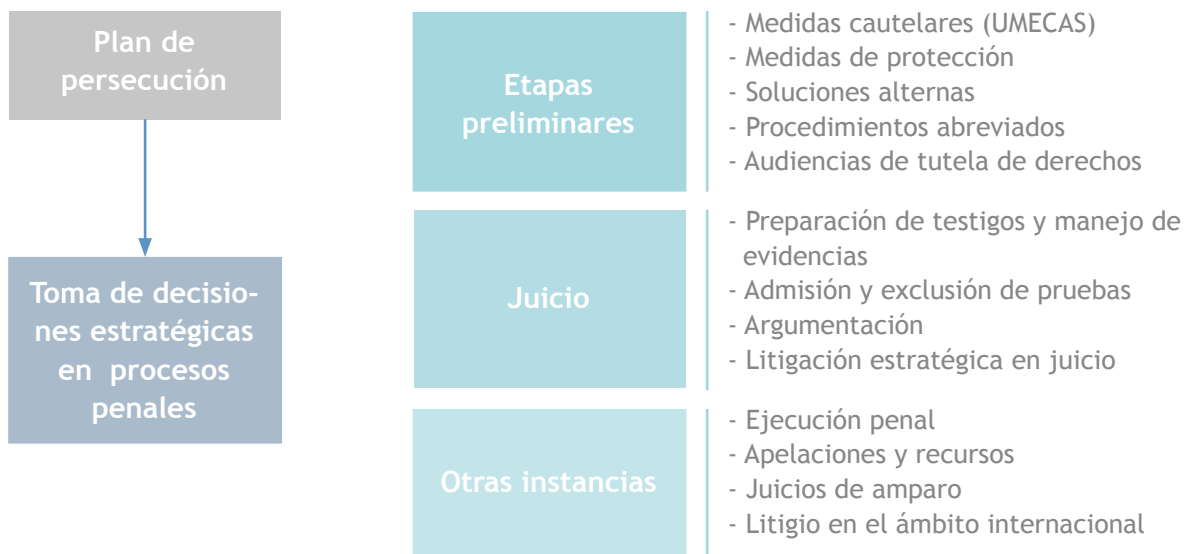 Plan de
persecución
Toma de decisio-
nes estratégicas
en procesos
penales
Etapas
preliminares
- Medidas cautelares (UMECAS)
- Medidas de protección
- Soluciones alternas
- Procedimientos abreviados
- Audiencias de tutela de derechos
Juicio
- Preparación de testigos y manejo de
evidencias
- Admisión y exclusión de pruebas
- Argumentación
- Litigación estratégica en juicio
Otras instancias
- Ejecución penal
- Apelaciones y recursos
- Juicios de amparo
- Litigio en el ámbito internacional